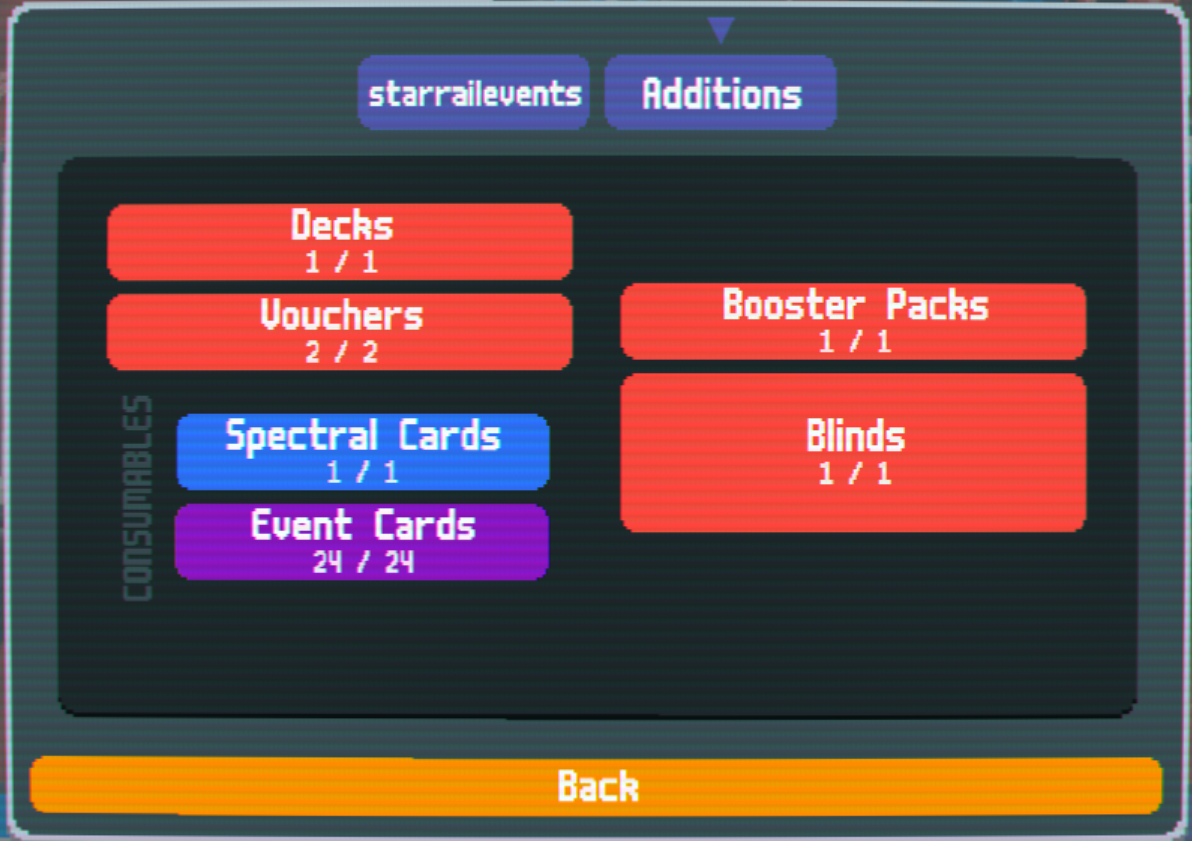 starrailevents
Additions
Decks
1 / 1
Vouchers
2 / 2
CONSUMABLES
Spectral Cards
1 / 1
Event Cards
24 / 24
Booster Packs
1 / 1
Blinds
1 / 1
Back